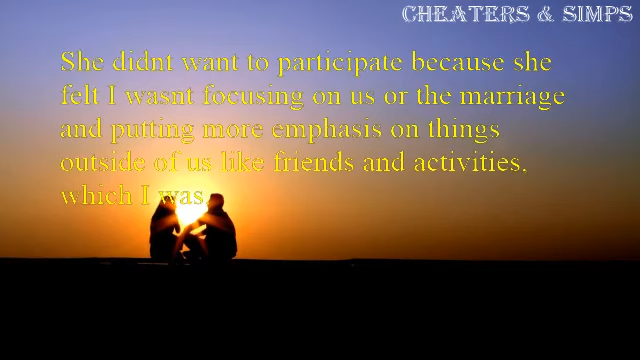 CHEATERS & SIMPS
She didnt want to participate because she
felt I wasnt focusing on us or the marriage
and putting more emphasis on things
outside of us like friends and activities,
which I was.